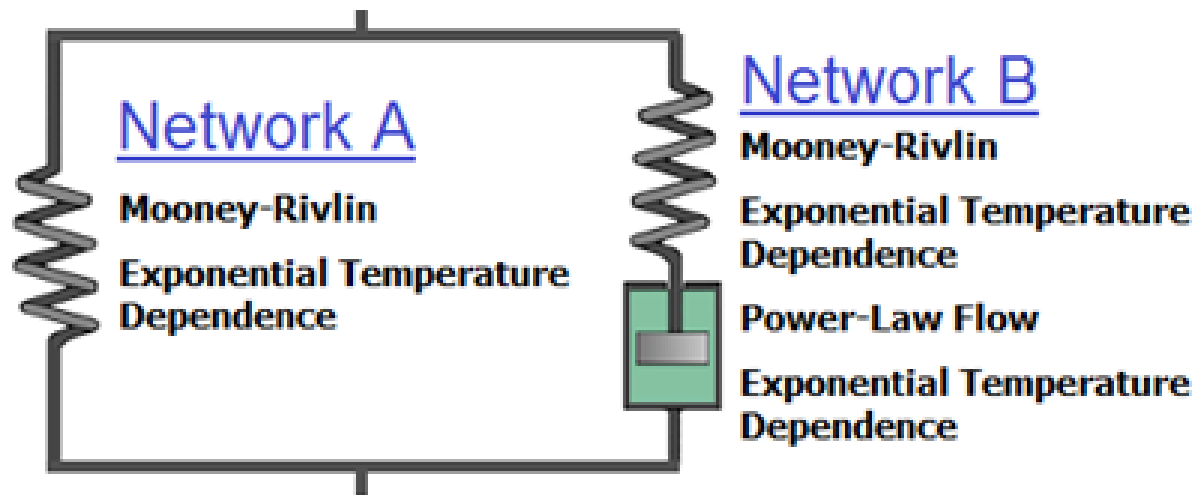 Network A
Mooney-Rivlin
Exponential Temperature
Dependence
Network B
Mooney-Rivlin
Exponential Temperature
Dependence
Power-Law Flow
Exponential Temperature
Dependence